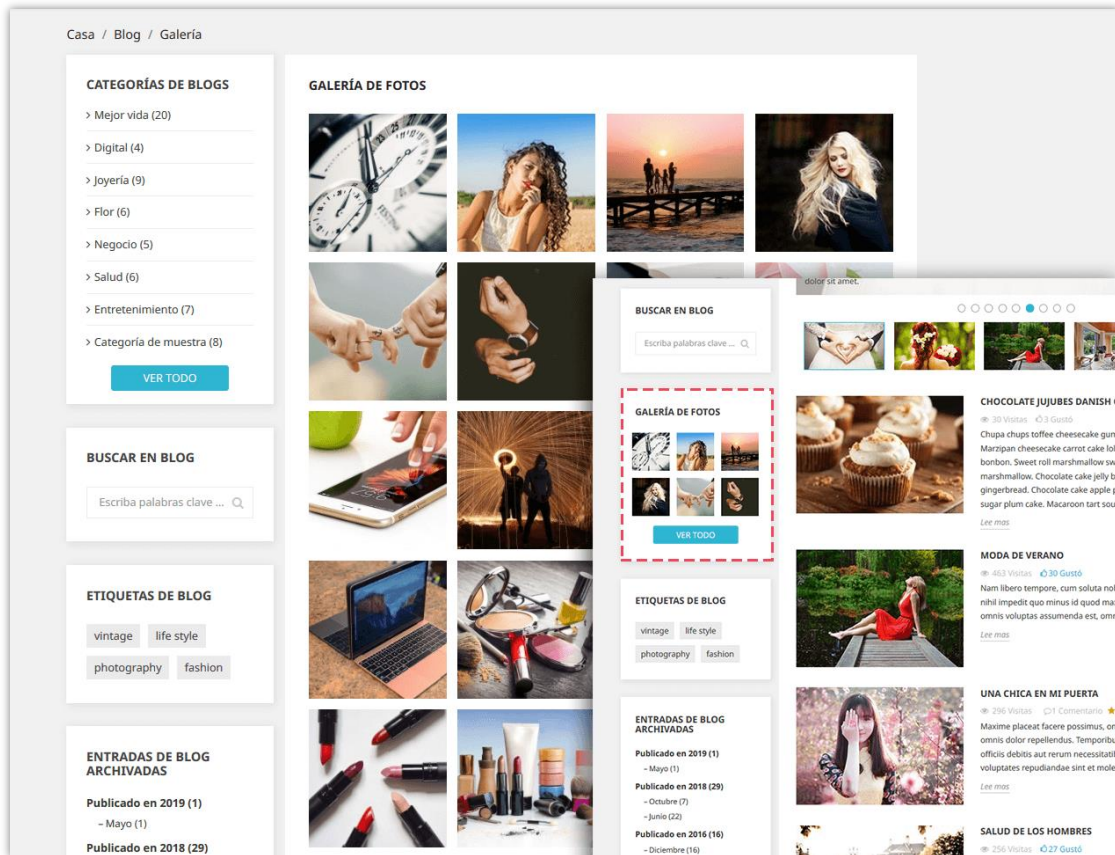 Casa / Blog / Galería
CATEGORÍAS DE BLOGS
> Mejor vida (20)
> Digital (4)
> Joyería (9)
> Flor (6)
> Negocio (5)
> Salud (6)
> Entretenimiento (7)
> Categoría de muestra (8)
VER TODO
BUSCAR EN BLOG
Escriba palabras clave ...
ETIQUETAS DE BLOG
vintage life style
photography fashion
ENTRADAS DE BLOG
ARCHIVADAS
Publicado en 2019 (1)
– Mayo (1)
Publicado en 2018 (29)
GALERÍA DE FOTOS
BUSCAR EN BLOG
Escriba palabras clave ...
GALERÍA DE FOTOS
VER TODO
ETIQUETAS DE BLOG
vintage life style
photography fashion
ENTRADAS DE BLOG
ARCHIVADAS
Publicado en 2019 (1)
– Mayo (1)
Publicado en 2018 (29)
– Octubre (7)
– Junio (22)
Publicado en 2016 (16)
– Diciembre (16)
dolor sit amet.
CHOCOLATE JUJUBES DANISH
30 Visitas 3 Gustó
Chupa chups toffee cheesecake
Marzipan cheesecake carrot cake
bonbon. Sweet roll marshmallow
marshmallow. Chocolate cake jelly
gingerbread. Chocolate cake apple
sugar plum cake. Macaroon tart
Lee mas
MODA DE VERANO
463 Visitas 30 Gustó
Nam libero tempore, cum soluta
nihil impedit quo minus id quod
omnis voluptas assumenda est,
Lee mas
UNA CHICA EN MI PUERTA
296 Visitas 1 Comentario
Maxime placeat facere possimus,
omnis dolor repellendus.
officiis debitis aut rerum
voluptates repudiandae sint et
Lee mas
SALUD DE LOS HOMBRES
256 Visitas 27 Gustó